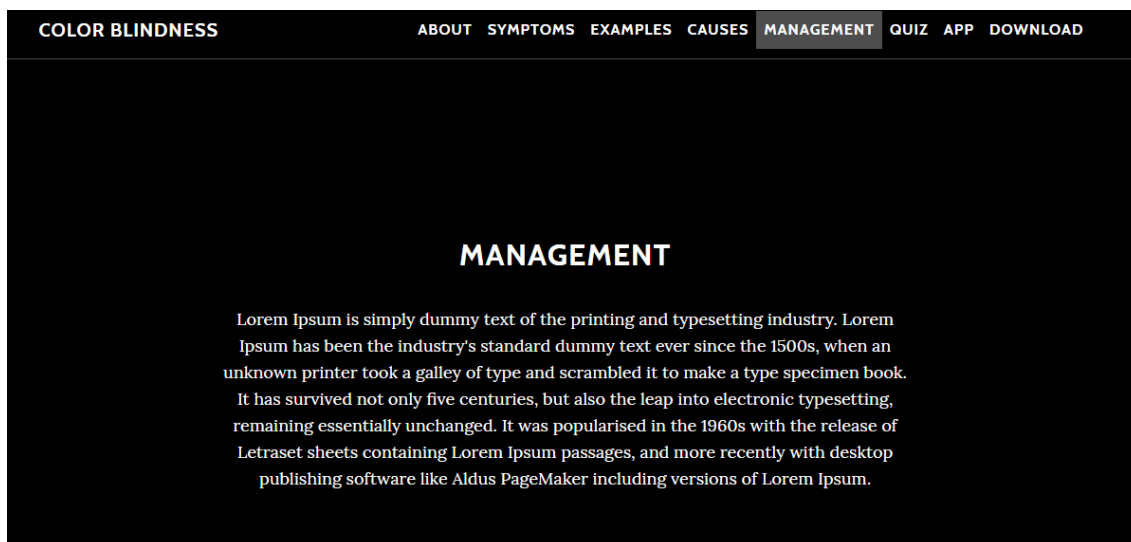 COLOR BLINDNESS
ABOUT SYMPTOMS EXAMPLES CAUSES MANAGEMENT QUIZ APP DOWNLOAD
MANAGEMENT
Lorem Ipsum is simply dummy text of the printing and typesetting industry. Lorem
Ipsum has been the industry's standard dummy text ever since the 1500s, when an
unknown printer took a galley of type and scrambled it to make a type specimen book.
It has survived not only five centuries, but also the leap into electronic typesetting,
remaining essentially unchanged. It was popularised in the 1960s with the release of
Letraset sheets containing Lorem Ipsum passages, and more recently with desktop
publishing software like Aldus PageMaker including versions of Lorem Ipsum.